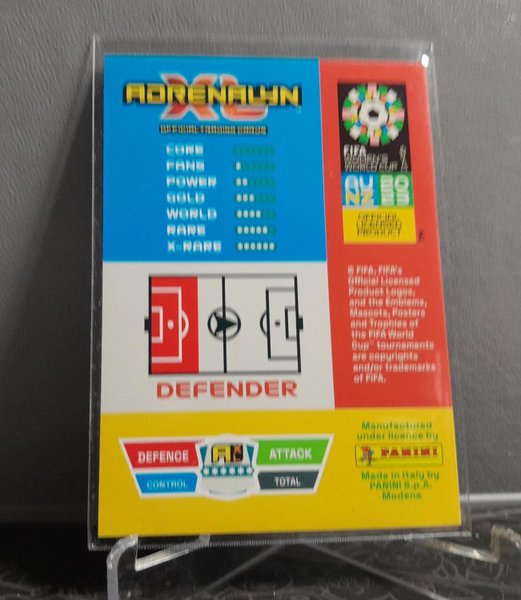 ADRENALYN
XL
OFFICIAL TRADING CARDS
CORE
FANS
POWER
GOLD
WORLD
RARE
X-RARE
FIFA
WOMEN'S
WORLD CUP
AU 20
NZ 23
OFFICIAL
LICENSED
PRODUCT
© FIFA, FIFA's
Official Licensed
Product Logos,
and the Emblems,
Mascots, Posters
and Trophies of
the FIFA World
Cup™ tournaments
are copyrights
and/or trademarks
of FIFA.
DEFENDER
DEFENCE
ATTACK
CONTROL
TOTAL
Manufactured
under licence by
PANINI
Made in Italy by
PANINI S.p.A.
Modena